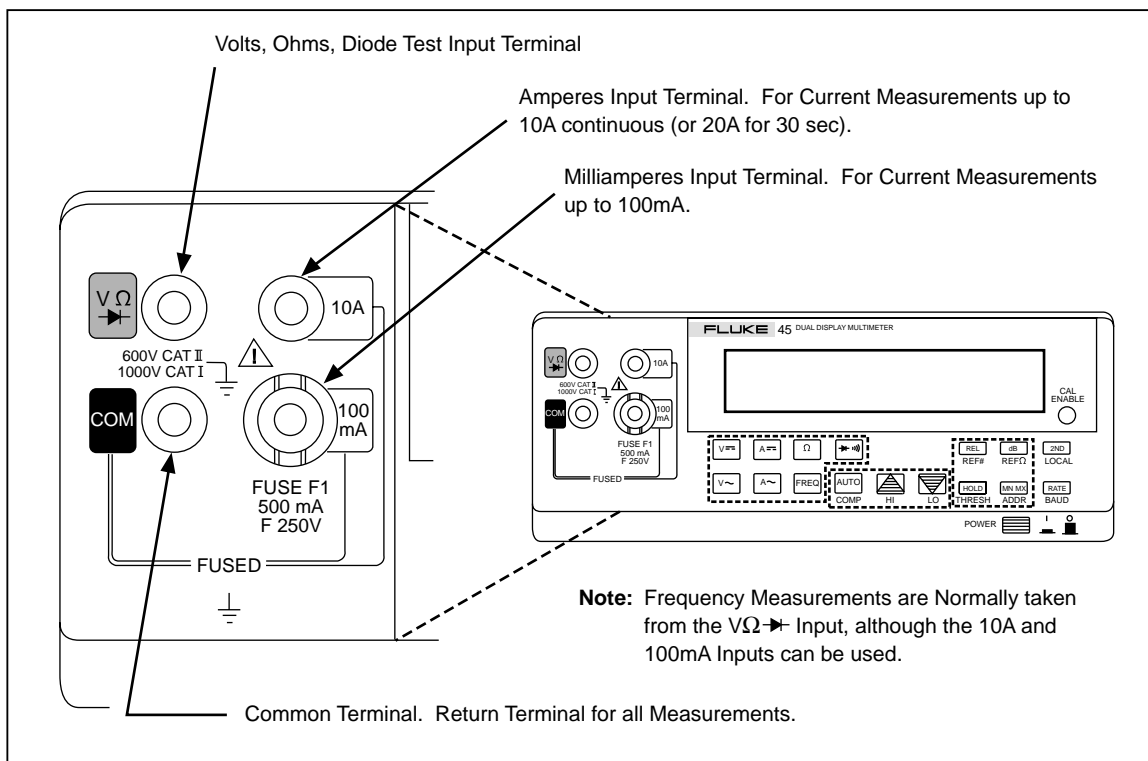 Volts, Ohms, Diode Test Input Terminal
Amperes Input Terminal. For Current Measurements up to
10A continuous (or 20A for 30 sec).
Milliamperes Input Terminal. For Current Measurements
up to 100mA.
V Ω
10A
600V CAT II
1000V CAT I
COM
100
mA
FUSE F1
500 mA
F 250V
FUSED
FLUKE 45 DUAL DISPLAY MULTIMETER
V Ω
10A
600V CAT II
1000V CAT I
COM
100
mA
FUSE F1
500 mA
F 250V
FUSED
CAL
ENABLE
V A Ω
REL dB 2ND
REF# REFΩ LOCAL
V A FREQ AUTO
COMP HI LO
HOLD MN MX RATE
THRESH ADDR BAUD
POWER I O
Note: Frequency Measurements are Normally taken
from the VΩ Input, although the 10A and
100mA Inputs can be used.
Common Terminal. Return Terminal for all Measurements.